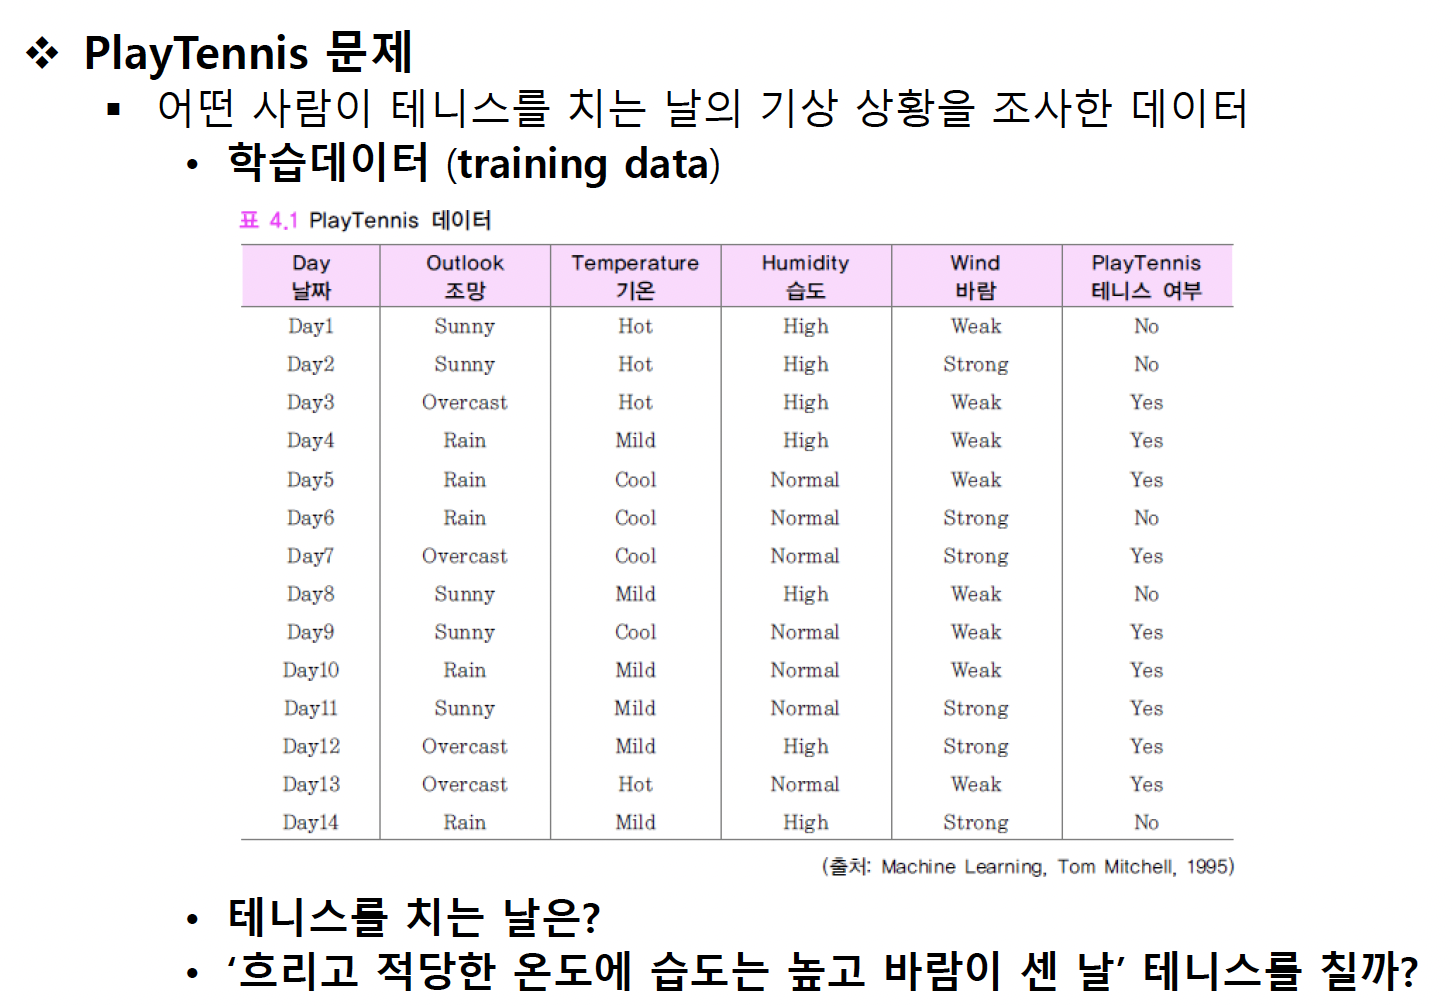 ❖ PlayTennis 문제
▪ 어떤 사람이 테니스를 치는 날의 기상 상황을 조사한 데이터
• 학습데이터 (training data)
표 4.1 PlayTennis 데이터
Day Outlook Temperature Humidity Wind PlayTennis
날짜 조망 기온 습도 바람 테니스 여부
Day1 Sunny Hot High Weak No
Day2 Sunny Hot High Strong No
Day3 Overcast Hot High Weak Yes
Day4 Rain Mild High Weak Yes
Day5 Rain Cool Normal Weak Yes
Day6 Rain Cool Normal Strong No
Day7 Overcast Cool Normal Strong Yes
Day8 Sunny Mild High Weak No
Day9 Sunny Cool Normal Weak Yes
Day10 Rain Mild Normal Weak Yes
Day11 Sunny Mild Normal Strong Yes
Day12 Overcast Mild High Strong Yes
Day13 Overcast Hot Normal Weak Yes
Day14 Rain Mild High Strong No
(출처: Machine Learning, Tom Mitchell, 1995)
• 테니스를 치는 날은?
• ‘흐리고 적당한 온도에 습도는 높고 바람이 센 날’ 테니스를 칠까?